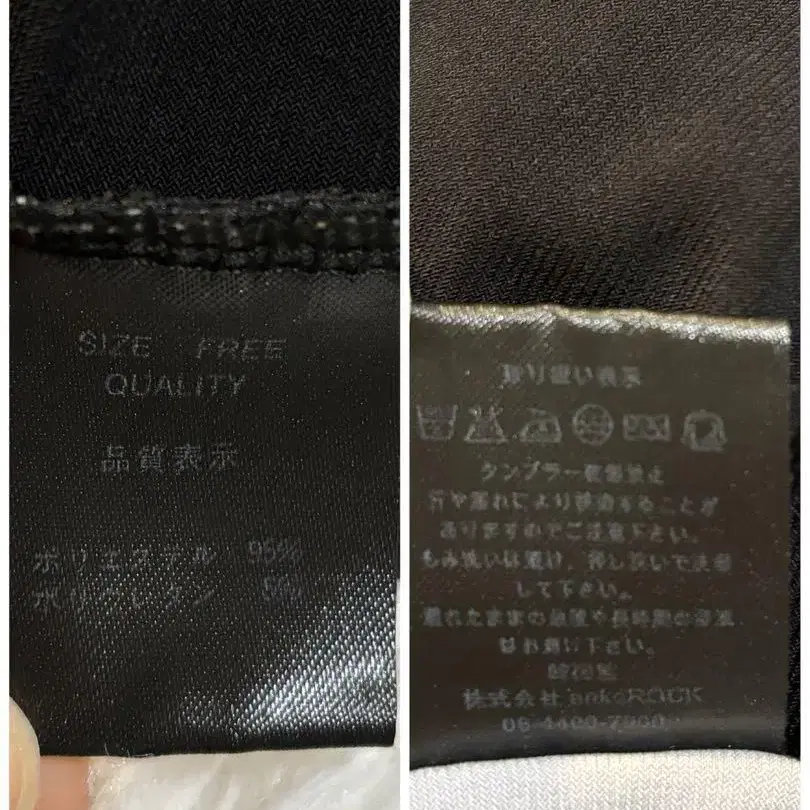 SIZE FREE
QUALITY
品質表示
ポリエステル 95%
ポリウレタン 5%
取り扱い表示
タンブラー乾燥禁止
汗や濡れにより移染することが
ありますのでご注意下さい。
もみ洗いは避け、押し洗いで洗濯
して下さい。
濡れたままの放置や長時間の浸漬
はお避け下さい。
株式会社ankoROCK